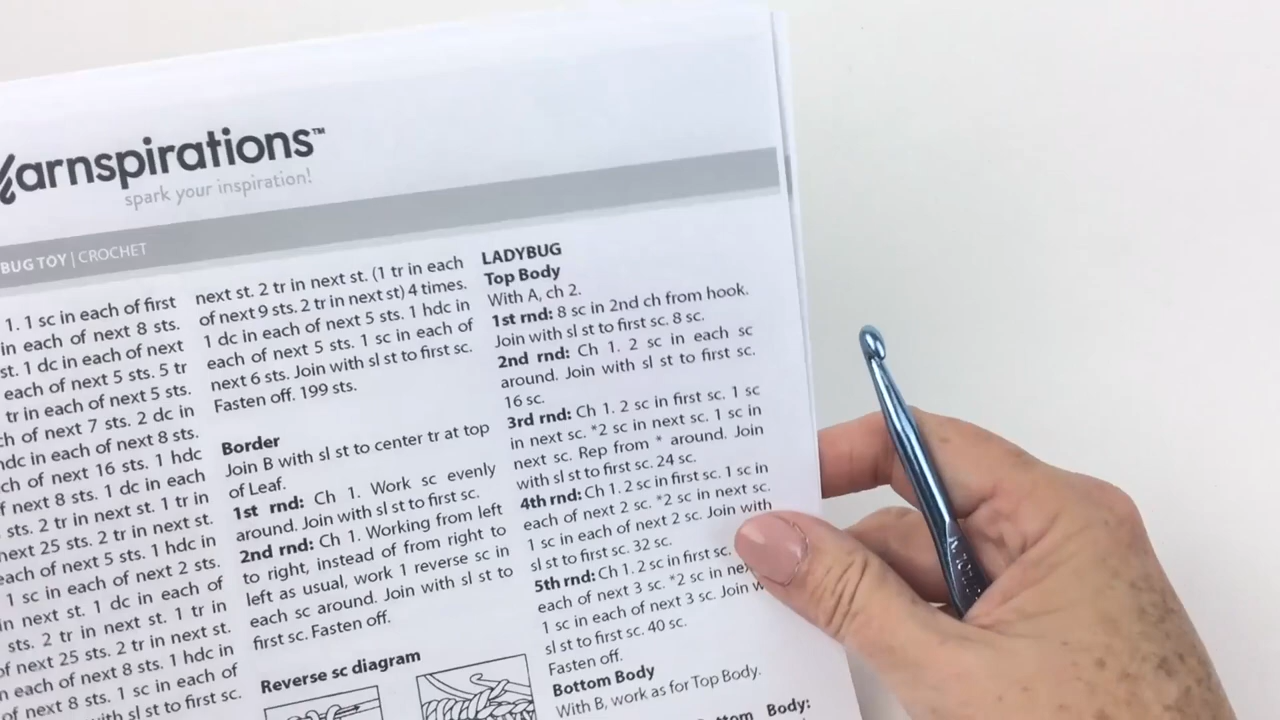 arnspirations™
spark your inspiration!
BUG TOY | CROCHET
1. 1 sc in each of first
in each of next 8 sts.
st. 1 dc in each of next
each of next 5 sts. 5 tr
tr in each of next 5 sts.
of next 7 sts. 2 dc in
in each of next 8 sts.
of next 16 sts. 1 hdc
next 8 sts. 1 dc in each
sts. 2 tr in next st. 1 tr in
next 25 sts. 2 tr in next st.
each of next 5 sts. 1 hdc in
1 sc in each of next 2 sts.
in next st. 1 dc in each of
sts. 2 tr in next st. 1 tr in
of next 25 sts. 2 tr in next st.
in each of next 8 sts. 1 hdc in
of next 8 sts. 1 sc in each of
with sl st to first sc.
next st. 2 tr in next st. (1 tr in each
of next 9 sts. 2 tr in next st) 4 times.
1 dc in each of next 5 sts. 1 hdc in
each of next 5 sts. 1 sc in each of
next 6 sts. Join with sl st to first sc.
Fasten off. 199 sts.
Border
Join B with sl st to center tr at top
of Leaf.
1st rnd: Ch 1. Work sc evenly
around. Join with sl st to first sc.
2nd rnd: Ch 1. Working from left
to right, instead of from right to
left as usual, work 1 reverse sc in
each sc around. Join with sl st to
first sc. Fasten off.
Reverse sc diagram
LADYBUG
Top Body
With A, ch 2.
1st rnd: 8 sc in 2nd ch from hook.
Join with sl st to first sc. 8 sc.
2nd rnd: Ch 1. 2 sc in each sc
around. Join with sl st to first sc.
16 sc.
3rd rnd: Ch 1. 2 sc in first sc. 1 sc
in next sc. *2 sc in next sc. 1 sc in
next sc. Rep from * around. Join
with sl st to first sc. 24 sc.
4th rnd: Ch 1. 2 sc in first sc. 1 sc in
each of next 2 sc. *2 sc in next sc.
1 sc in each of next 2 sc. Join with
sl st to first sc. 32 sc.
5th rnd: Ch 1. 2 sc in first sc.
each of next 3 sc. *2 sc in
1 sc in each of next 3 sc. Join
sl st to first sc. 40 sc.
Fasten off.
Bottom Body
With B, work as for Top Body.
Bottom Body: